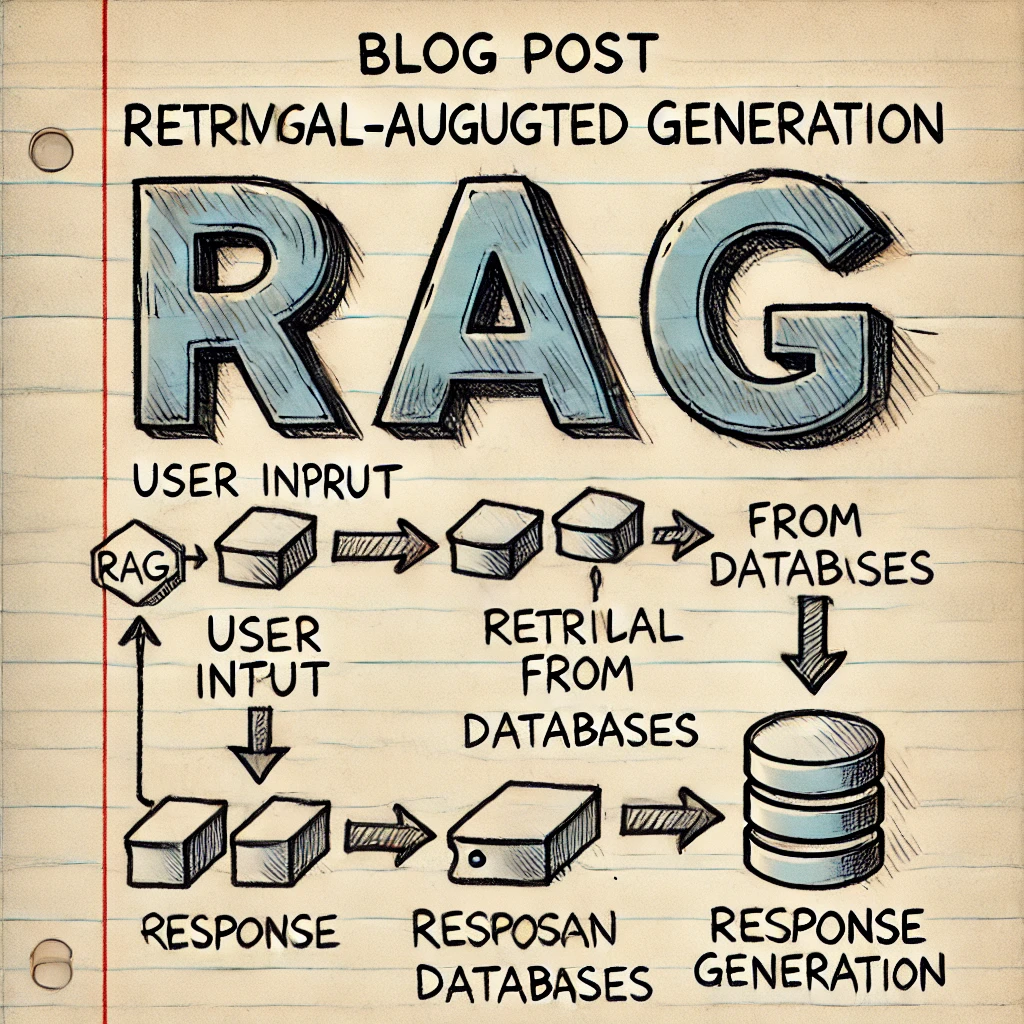 BLOG POST
RETRIVGAL-AUGUGTED GENERATION
RAG
USER INPRUT
RAG
FROM
DATABISES
USER
INTUT
RETRILAL
FROM
DATABASES
RESPONSE
RESPOSAN
DATABASES
RESPONSE
GENERATION